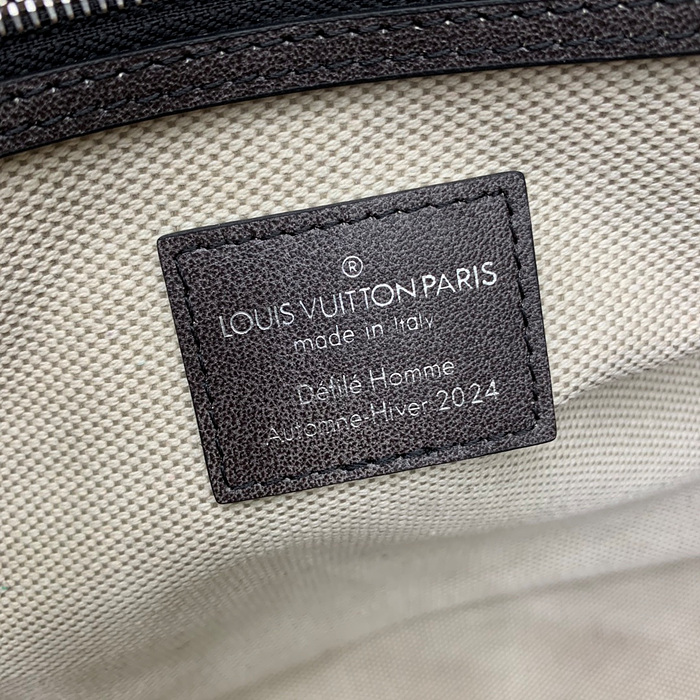 ®
LOUIS VUITTON PARIS
made in Italy
Défilé Homme
Automne-Hiver 2024